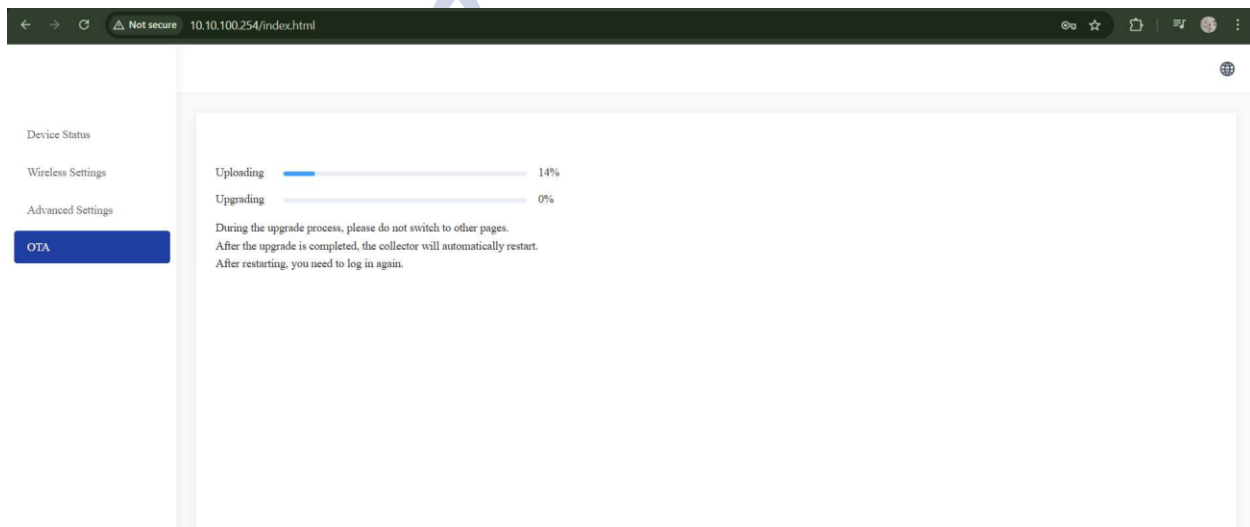 Not secure 10.10.100.254/index.html
Device Status
Wireless Settings
Advanced Settings
OTA
Uploading 14%
Upgrading 0%
During the upgrade process, please do not switch to other pages.
After the upgrade is completed, the collector will automatically restart.
After restarting, you need to log in again.